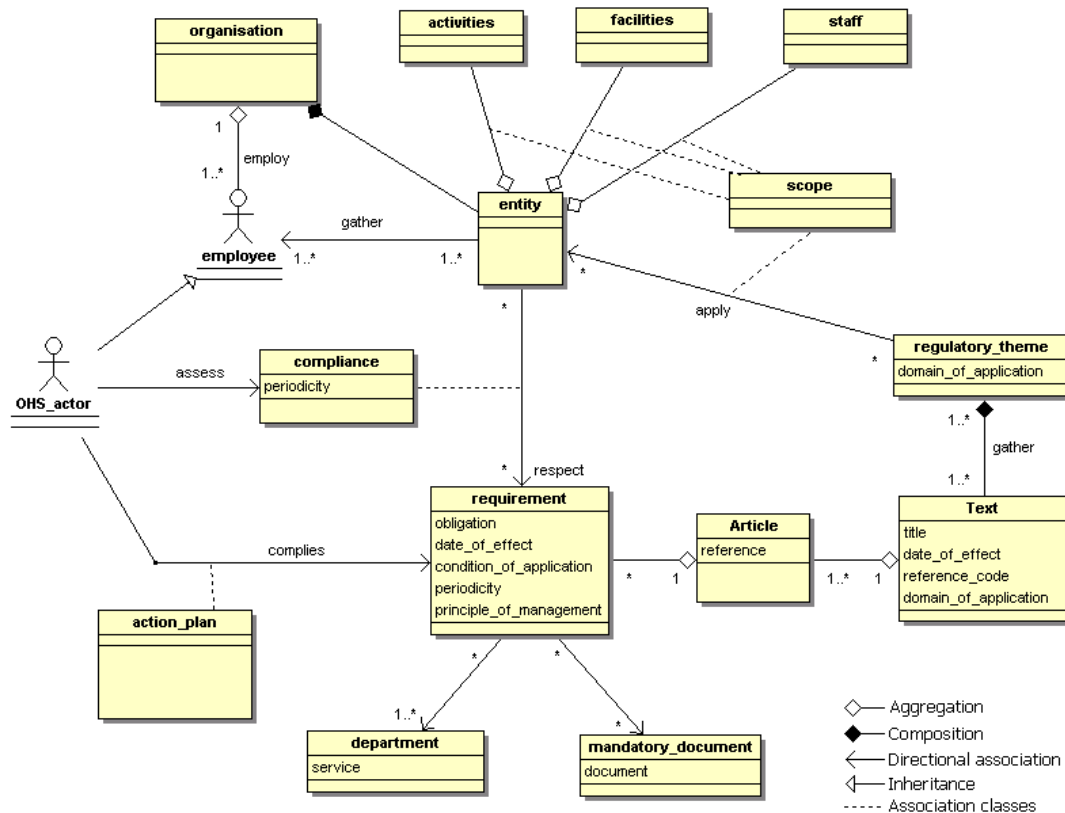 organisation
activities
facilities
staff
1
employ
1..*
employee
gather
1..*
1..*
entity
scope
*
*
apply
*
regulatory_theme
domain_of_application
1..*
gather
1..*
OHS_actor
assess
compliance
periodicity
*
respect
requirement
obligation
date_of_effect
condition_of_application
periodicity
principle_of_management
*
1
Article
reference
1..*
1
Text
title
date_of_effect
reference_code
domain_of_application
complies
action_plan
*
*
1..*
*
department
service
mandatory_document
document
Aggregation
Composition
Directional association
Inheritance
Association classes